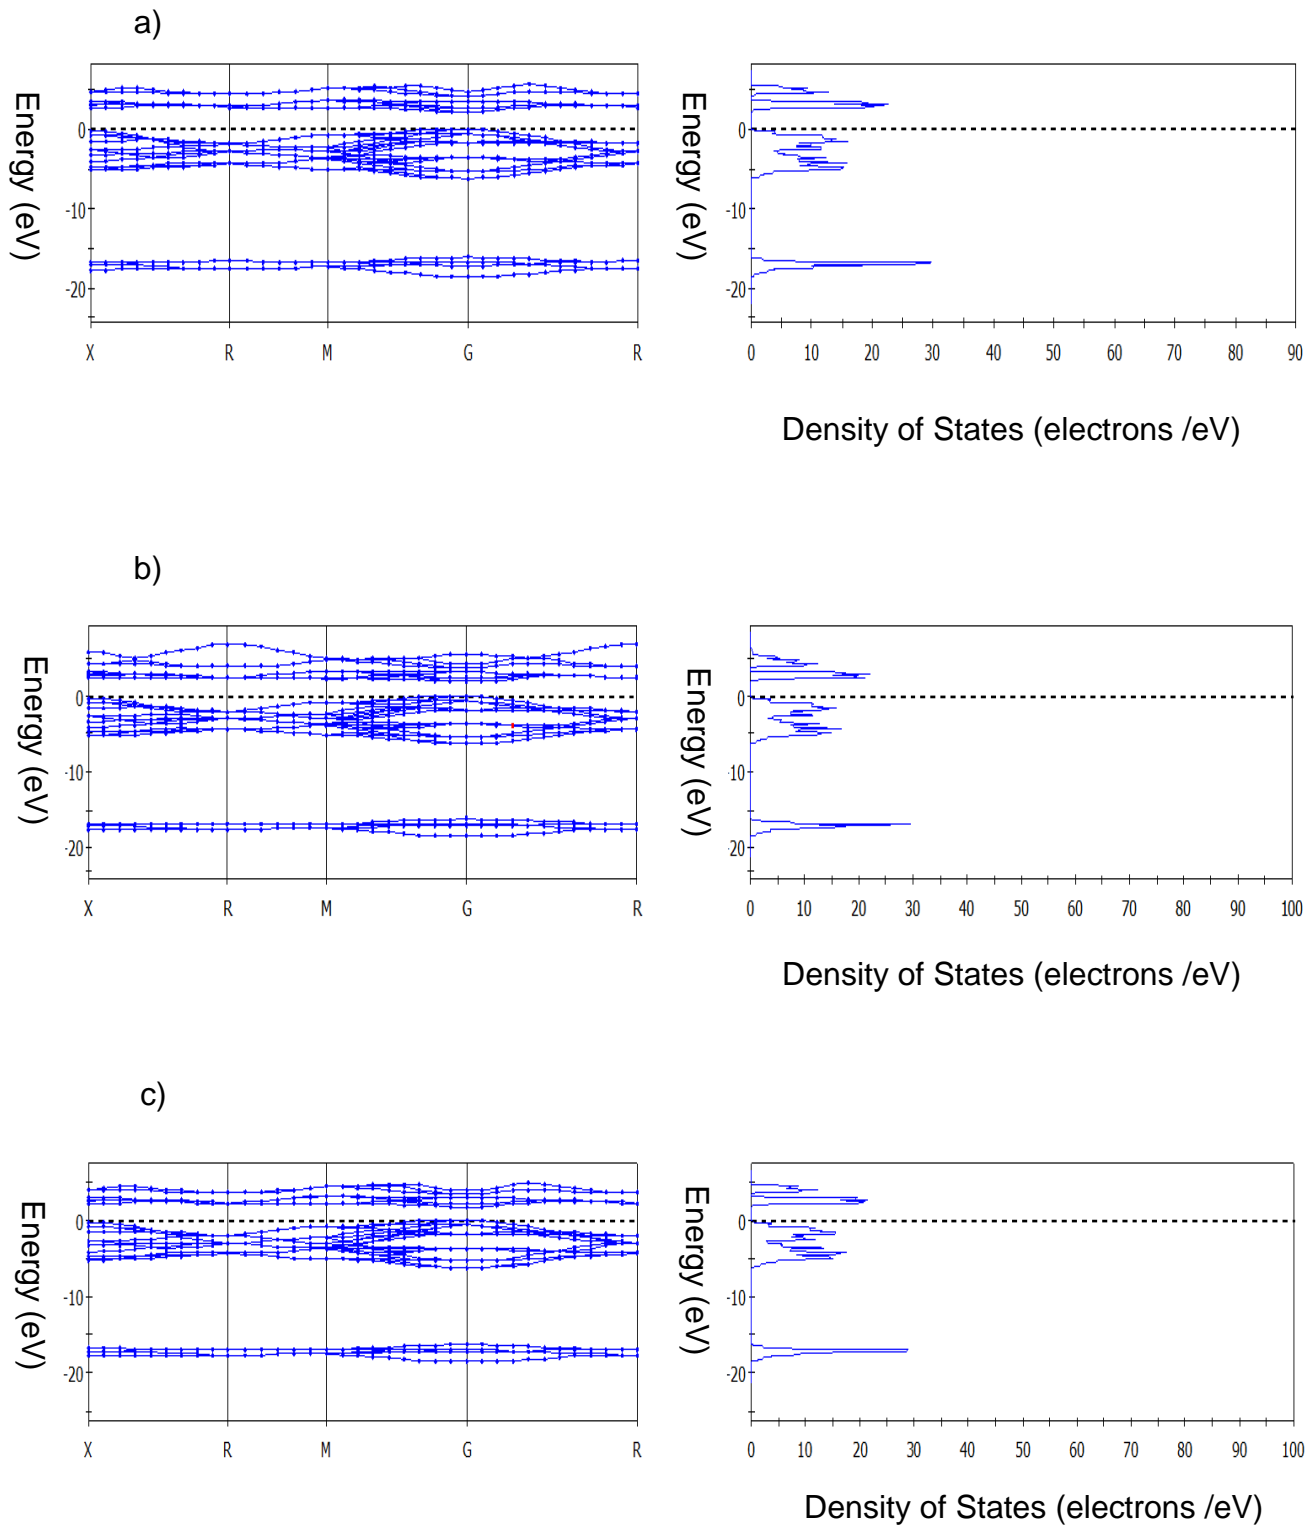 a)
Energy (eV)
0
-10
-20
X R M G R
Energy (eV)
0
-10
-20
0 10 20 30 40 50 60 70 80 90
Density of States (electrons /eV)
b)
Energy (eV)
0
-10
-20
X R M G R
Energy (eV)
0
-10
-20
0 10 20 30 40 50 60 70 80 90 100
Density of States (electrons /eV)
c)
Energy (eV)
0
-10
-20
X R M G R
Energy (eV)
0
-10
-20
0 10 20 30 40 50 60 70 80 90 100
Density of States (electrons /eV)